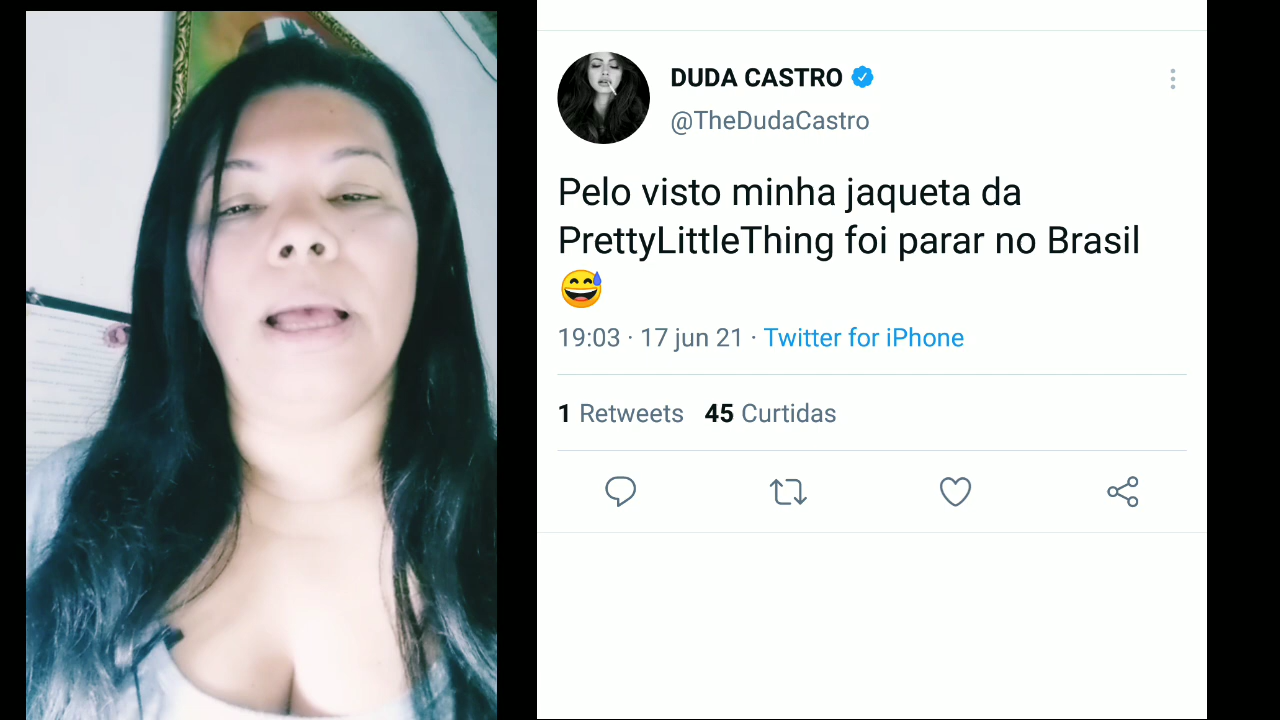 DUDA CASTRO
@TheDudaCastro
Pelo visto minha jaqueta da
PrettyLittleThing foi parar no Brasil
😅
19:03 · 17 jun 21 · Twitter for iPhone
1 Retweets 45 Curtidas